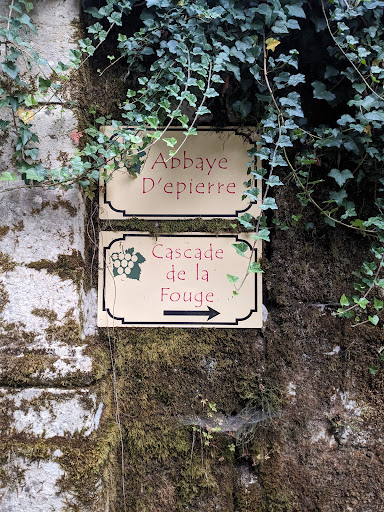 Abbaye
D'epierre
Cascade
de la
Fouge